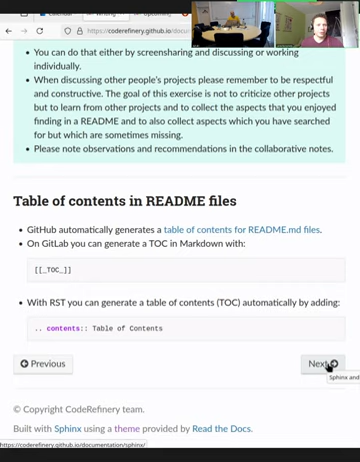 https://coderefinery.github.io/docu
You can do that either by screensharing and discussing or working
individually.
When discussing other people's projects please remember to be respectful
and constructive. The goal of this exercise is not to criticize other projects
but to learn from other projects and to collect the aspects that you enjoyed
finding in a README and to also collect aspects which you have searched
for but which are sometimes missing.
Please note observations and recommendations in the collaborative notes.
Table of contents in README files
GitHub automatically generates a table of contents for README.md files.
On GitLab you can generate a TOC in Markdown with:
[[_TOC_]]
With RST you can generate a table of contents (TOC) automatically by adding:
.. contents:: Table of Contents
Previous
Next
Sphinx and
© Copyright CodeRefinery team.
Built with Sphinx using a theme provided by Read the Docs.
https://coderefinery.github.io/documentation/sphinx/